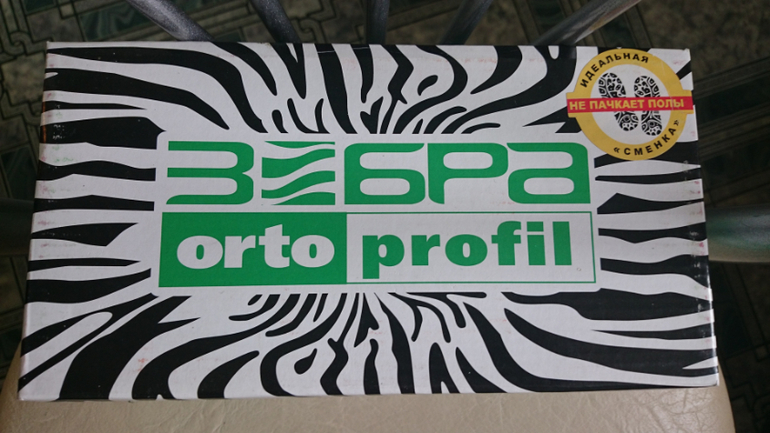 ИДЕАЛЬНАЯ
НЕ ПАЧКАЕТ ПОЛЫ
«СМЕНКА»
ЗЕБРА
orto profil